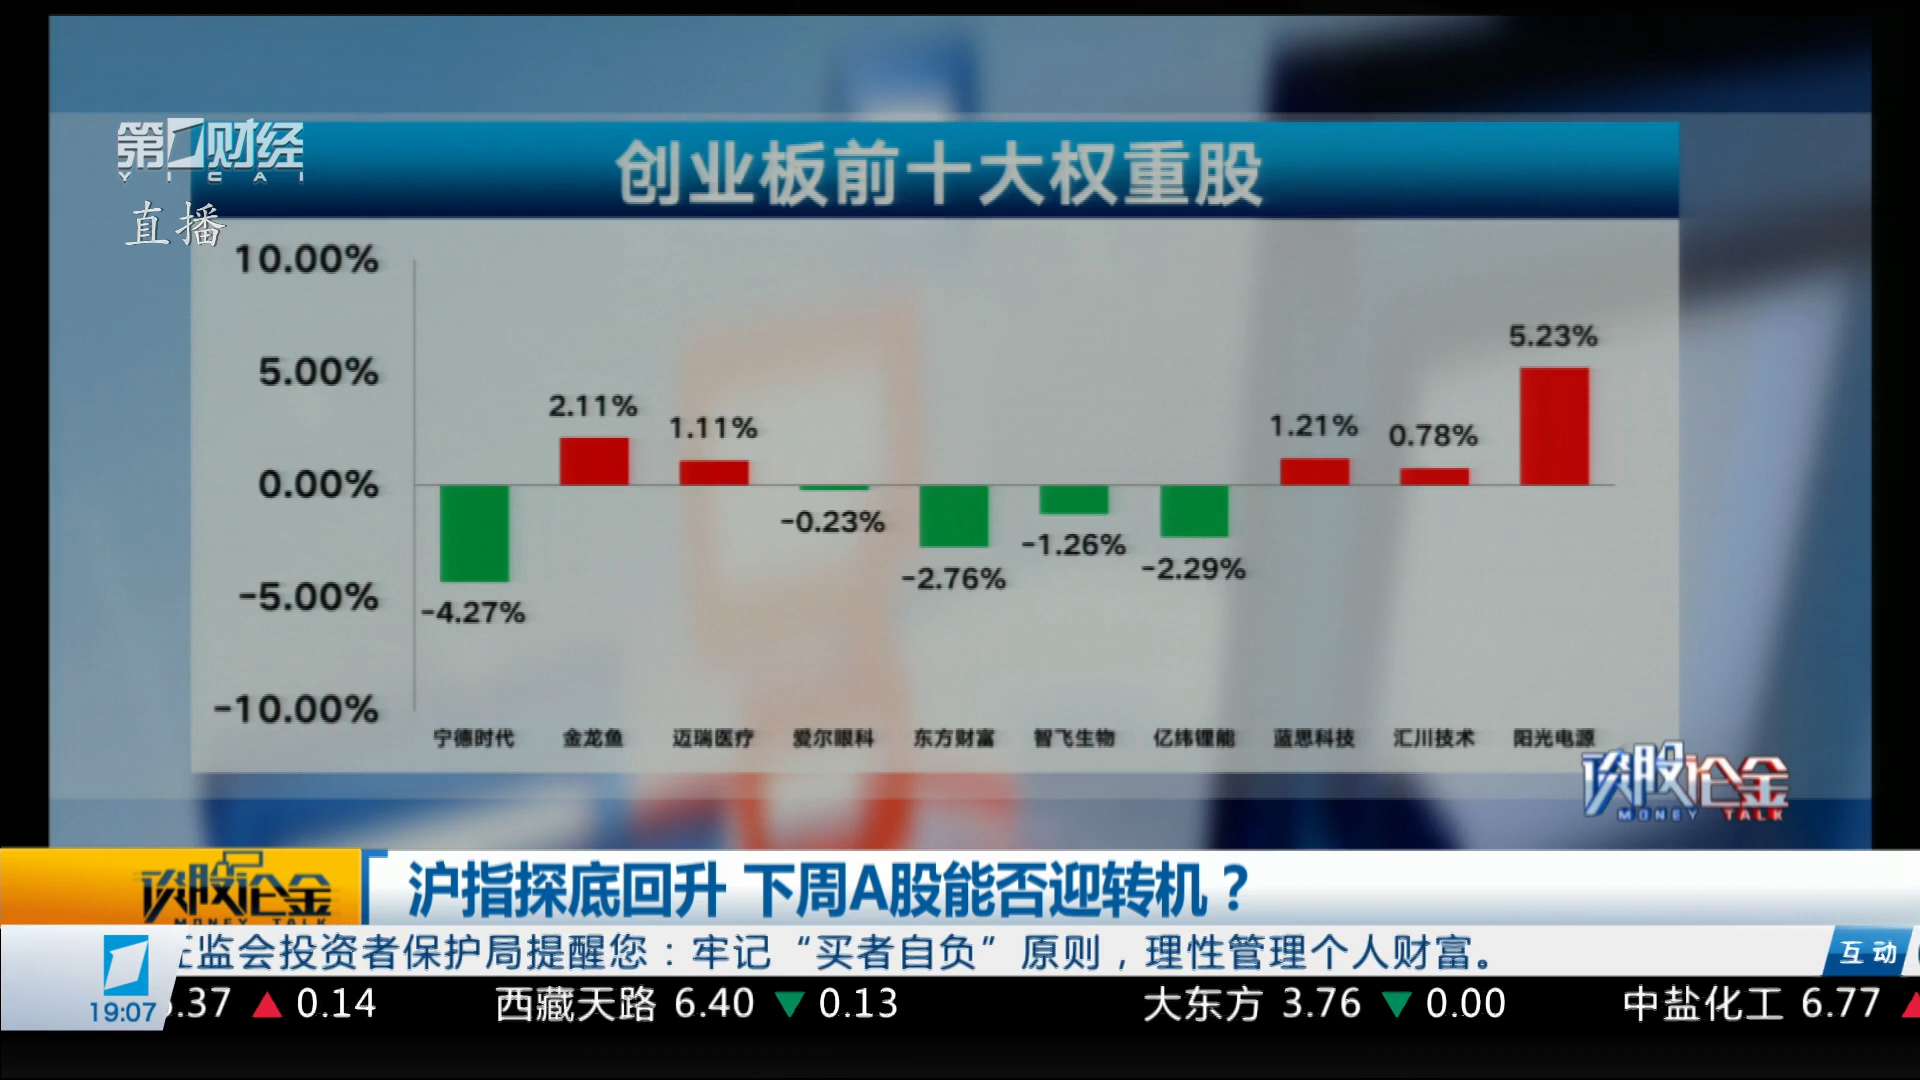 第1财经
YICAI
直播
创业板前十大权重股
10.00%
5.00%
0.00%
-5.00%
-10.00%
-4.27%
2.11%
1.11%
-0.23%
-2.76%
-1.26%
-2.29%
1.21%
0.78%
5.23%
宁德时代 金龙鱼 迈瑞医疗 爱尔眼科 东方财富 智飞生物 亿纬锂能 蓝思科技 汇川技术 阳光电源
谈股论金
MONEY TALK
谈股论金
MONEY TALK
沪指探底回升 下周A股能否迎转机？
监会投资者保护局提醒您：牢记“买者自负”原则，理性管理个人财富。
互动
19:07
.37 ▲ 0.14 西藏天路 6.40 ▼ 0.13 大东方 3.76 ▼ 0.00 中盐化工 6.77 ▲